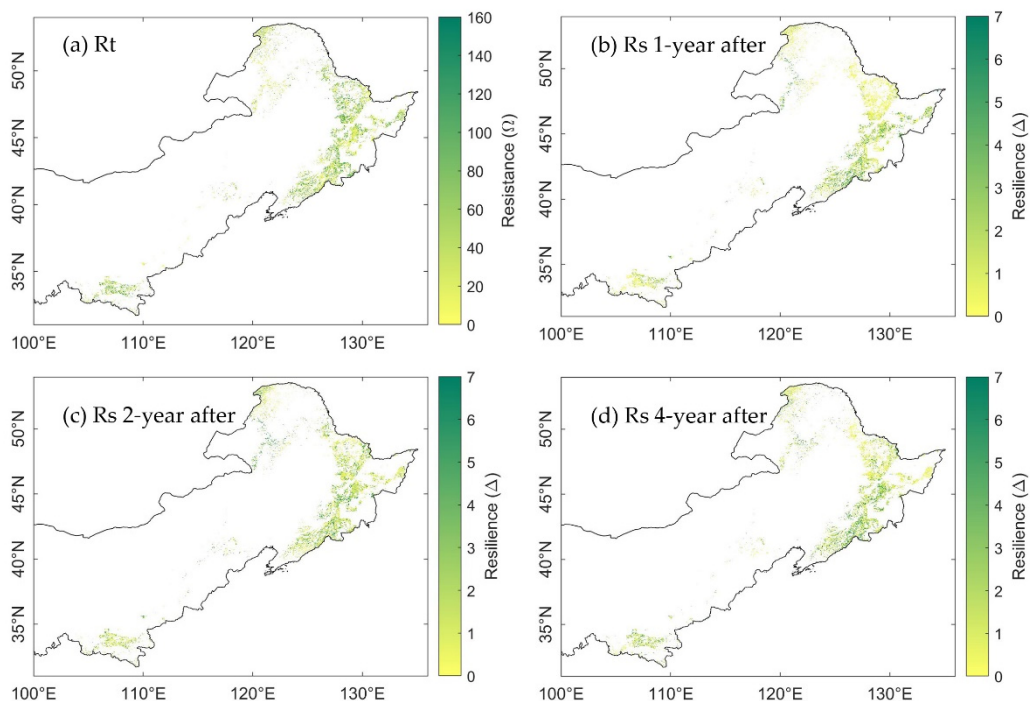 (a) Rt
50°N
45°N
40°N
35°N
100°E
110°E
120°E
130°E
160
140
120
100
80
60
40
20
0
Resistance (Ω)
(b) Rs 1-year after
50°N
45°N
40°N
35°N
100°E
110°E
120°E
130°E
7
6
5
4
3
2
1
0
Resilience (Δ)
(c) Rs 2-year after
50°N
45°N
40°N
35°N
100°E
110°E
120°E
130°E
7
6
5
4
3
2
1
0
Resilience (Δ)
(d) Rs 4-year after
50°N
45°N
40°N
35°N
100°E
110°E
120°E
130°E
7
6
5
4
3
2
1
0
Resilience (Δ)